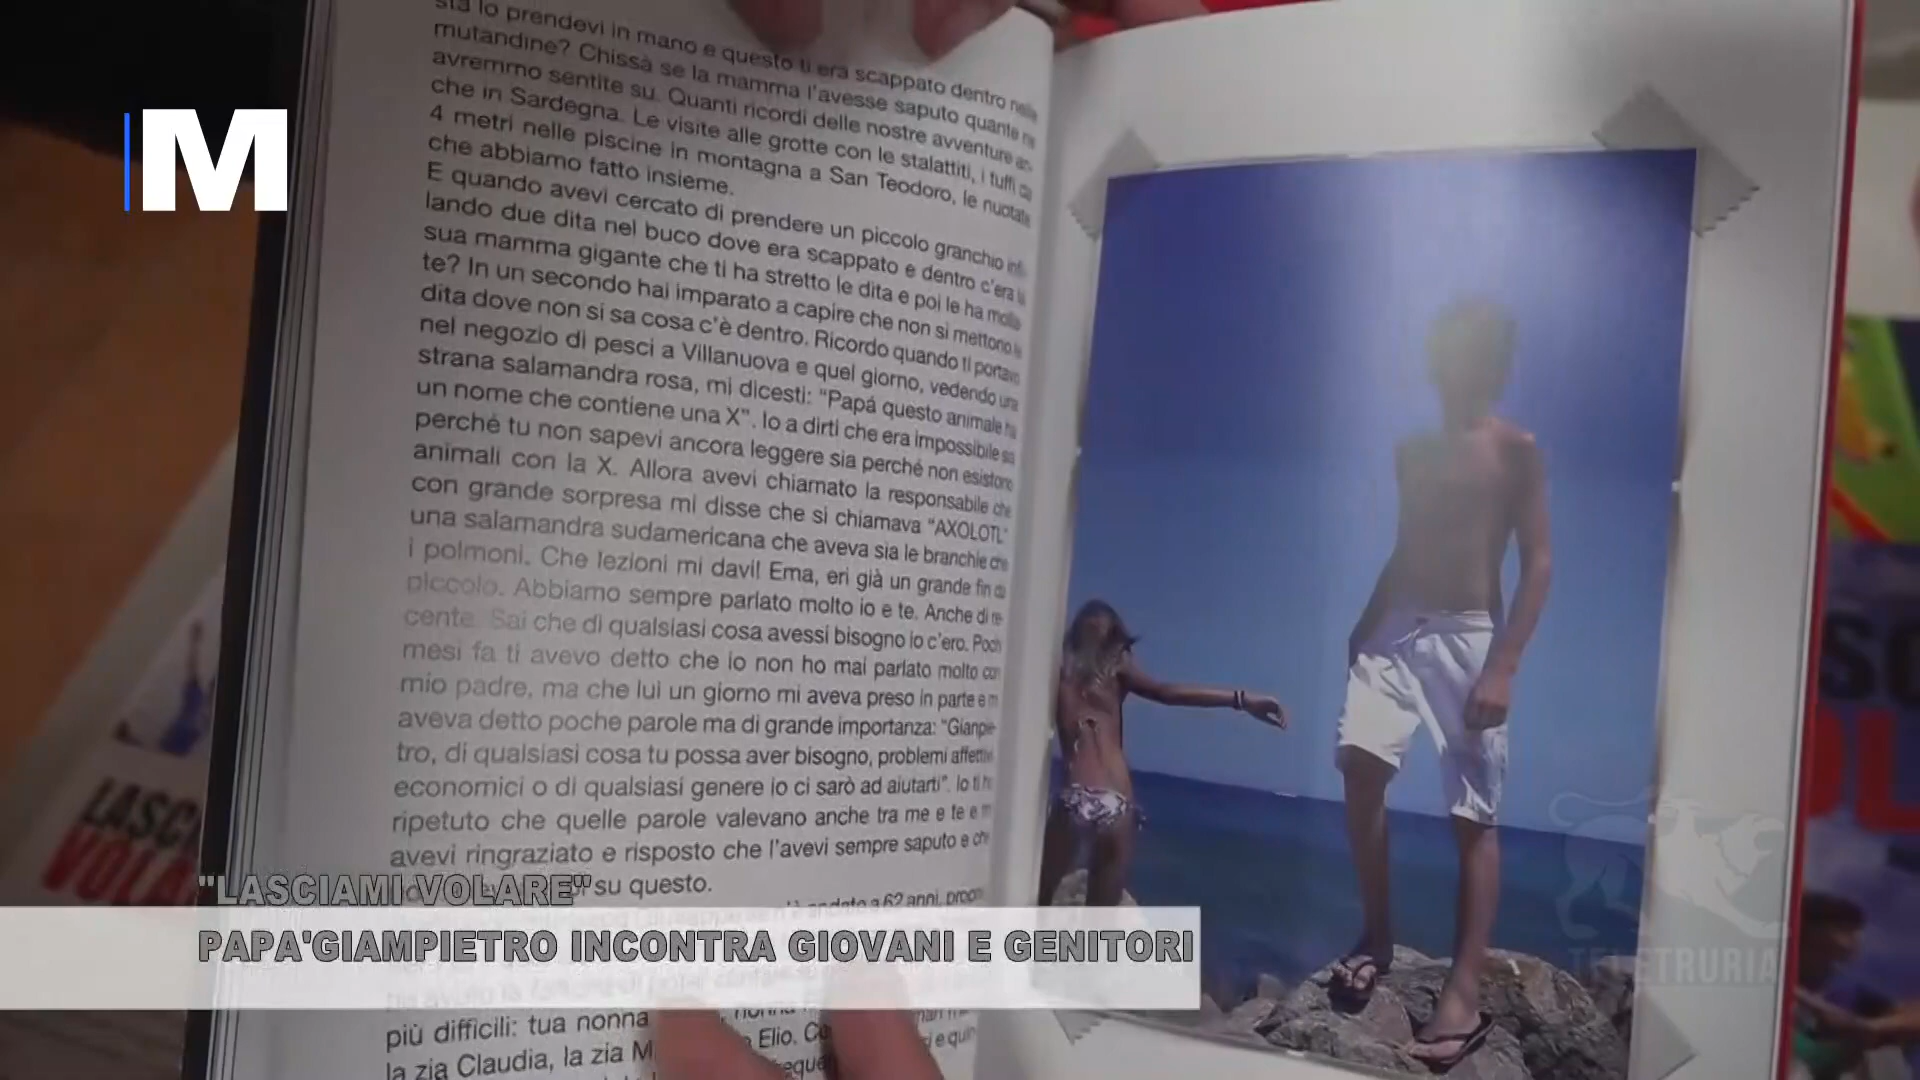 M
sta lo prendevi in mano e questo ti era scappato dentro nelle
mutandine? Chissà se la mamma l'avesse saputo quante ne
avremmo sentite su. Quanti ricordi delle nostre avventure an-
che in Sardegna. Le visite alle grotte con le stalattiti, i tuffi da
4 metri nelle piscine in montagna a San Teodoro, le nuotate
che abbiamo fatto insieme.
E quando avevi cercato di prendere un piccolo granchio infi-
lando due dita nel buco dove era scappato e dentro c'era la
sua mamma gigante che ti ha stretto le dita e poi le ha molla-
te? In un secondo hai imparato a capire che non si mettono le
dita dove non si sa cosa c'è dentro. Ricordo quando ti portavo
nel negozio di pesci a Villanuova e quel giorno, vedendo una
strana salamandra rosa, mi dicesti: “Papá questo animale ha
un nome che contiene una X”. Io a dirti che era impossibile sia
perché tu non sapevi ancora leggere sia perché non esistono
animali con la X. Allora avevi chiamato la responsabile che
con grande sorpresa mi disse che si chiamava “AXOLOTL”
una salamandra sudamericana che aveva sia le branchie che
i polmoni. Che lezioni mi davi! Ema, eri già un grande fin da
piccolo. Abbiamo sempre parlato molto io e te. Anche di re-
cente. Sai che di qualsiasi cosa avessi bisogno io c'ero. Pochi
mesi fa ti avevo detto che io non ho mai parlato molto con
mio padre, ma che lui un giorno mi aveva preso in parte e mi
aveva detto poche parole ma di grande importanza: “Gianpie-
tro, di qualsiasi cosa tu possa aver bisogno, problemi affettivi
economici o di qualsiasi genere io ci sarò ad aiutarti”. Io ti ho
ripetuto che quelle parole valevano anche tra me e te e
avevi ringraziato e risposto che l'avevi sempre saputo e che
su questo.
andato a 62 anni, prop
più difficili: tua nonna
nonna
Elio. Co
la zia Claudia, la zia M
e quin
LASC
VOLA
"LASCIAMI VOLARE"
PAPA'GIAMPIETRO INCONTRA GIOVANI E GENITORI
TELETRURIA